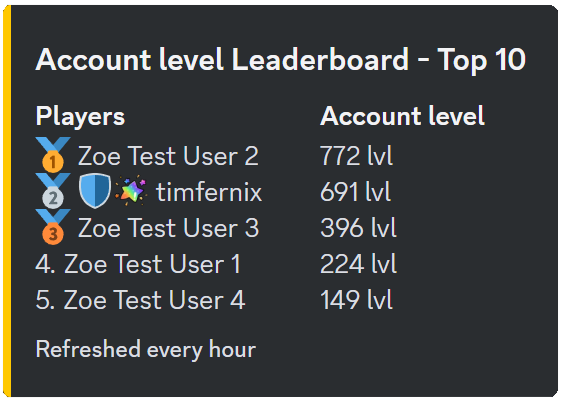 Account level Leaderboard - Top 10
Players Account level
1 Zoe Test User 2 772 lvl
2 timfernix 691 lvl
3 Zoe Test User 3 396 lvl
4. Zoe Test User 1 224 lvl
5. Zoe Test User 4 149 lvl
Refreshed every hour